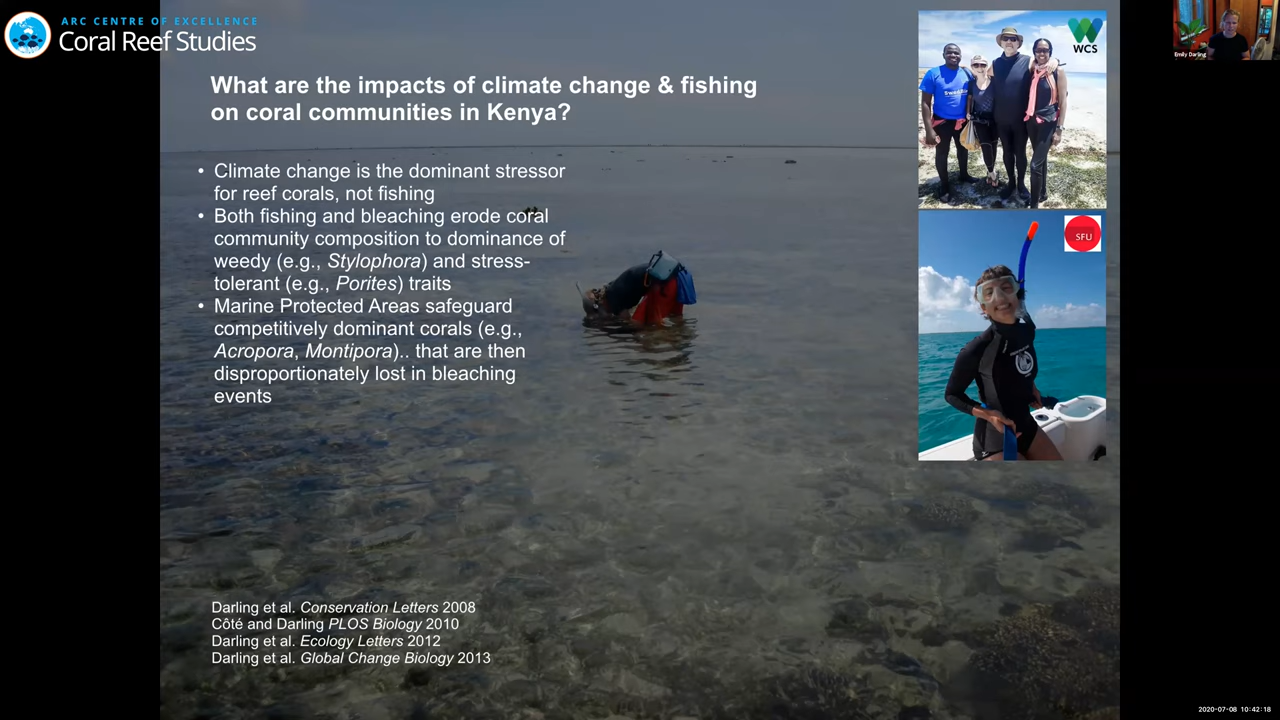 ARC CENTRE OF EXCELLENCE
Coral Reef Studies
What are the impacts of climate change & fishing
on coral communities in Kenya?
• Climate change is the dominant stressor
for reef corals, not fishing
• Both fishing and bleaching erode coral
community composition to dominance of
weedy (e.g., Stylophora) and stress-
tolerant (e.g., Porites) traits
• Marine Protected Areas safeguard
competitively dominant corals (e.g.,
Acropora, Montipora).. that are then
disproportionately lost in bleaching
events
Darling et al. Conservation Letters 2008
Côté and Darling PLOS Biology 2010
Darling et al. Ecology Letters 2012
Darling et al. Global Change Biology 2013
WCS
SFU
Emily Darling
2020-07-08 10:42:18